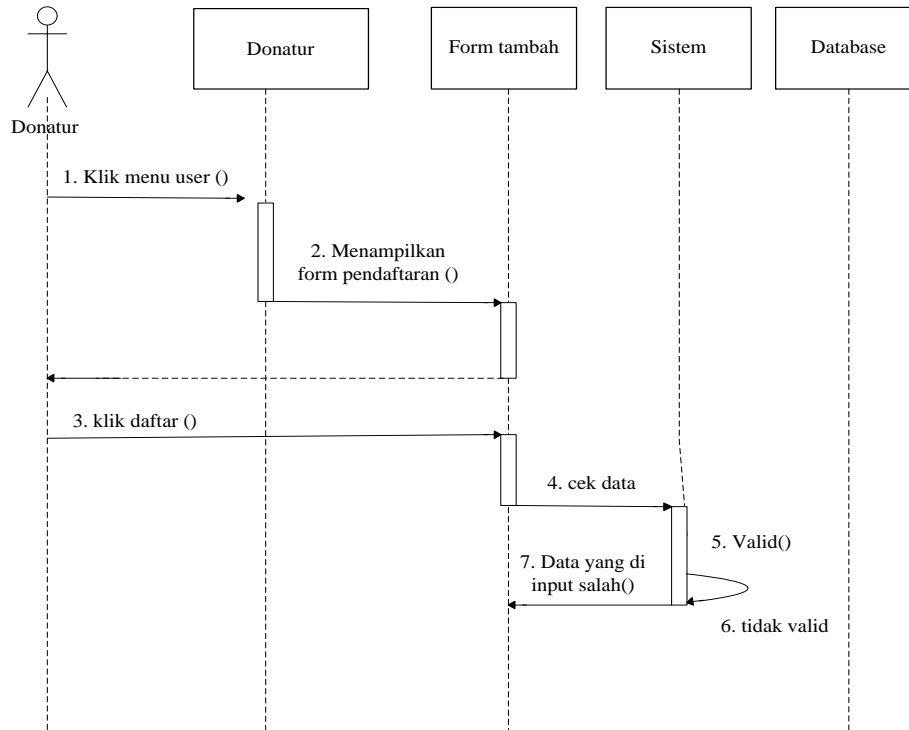 Donatur
Form tambah
Sistem
Database
Donatur
1. Klik menu user ()
2. Menampilkan
form pendaftaran ()
3. klik daftar ()
4. cek data
5. Valid()
7. Data yang di
input salah()
6. tidak valid